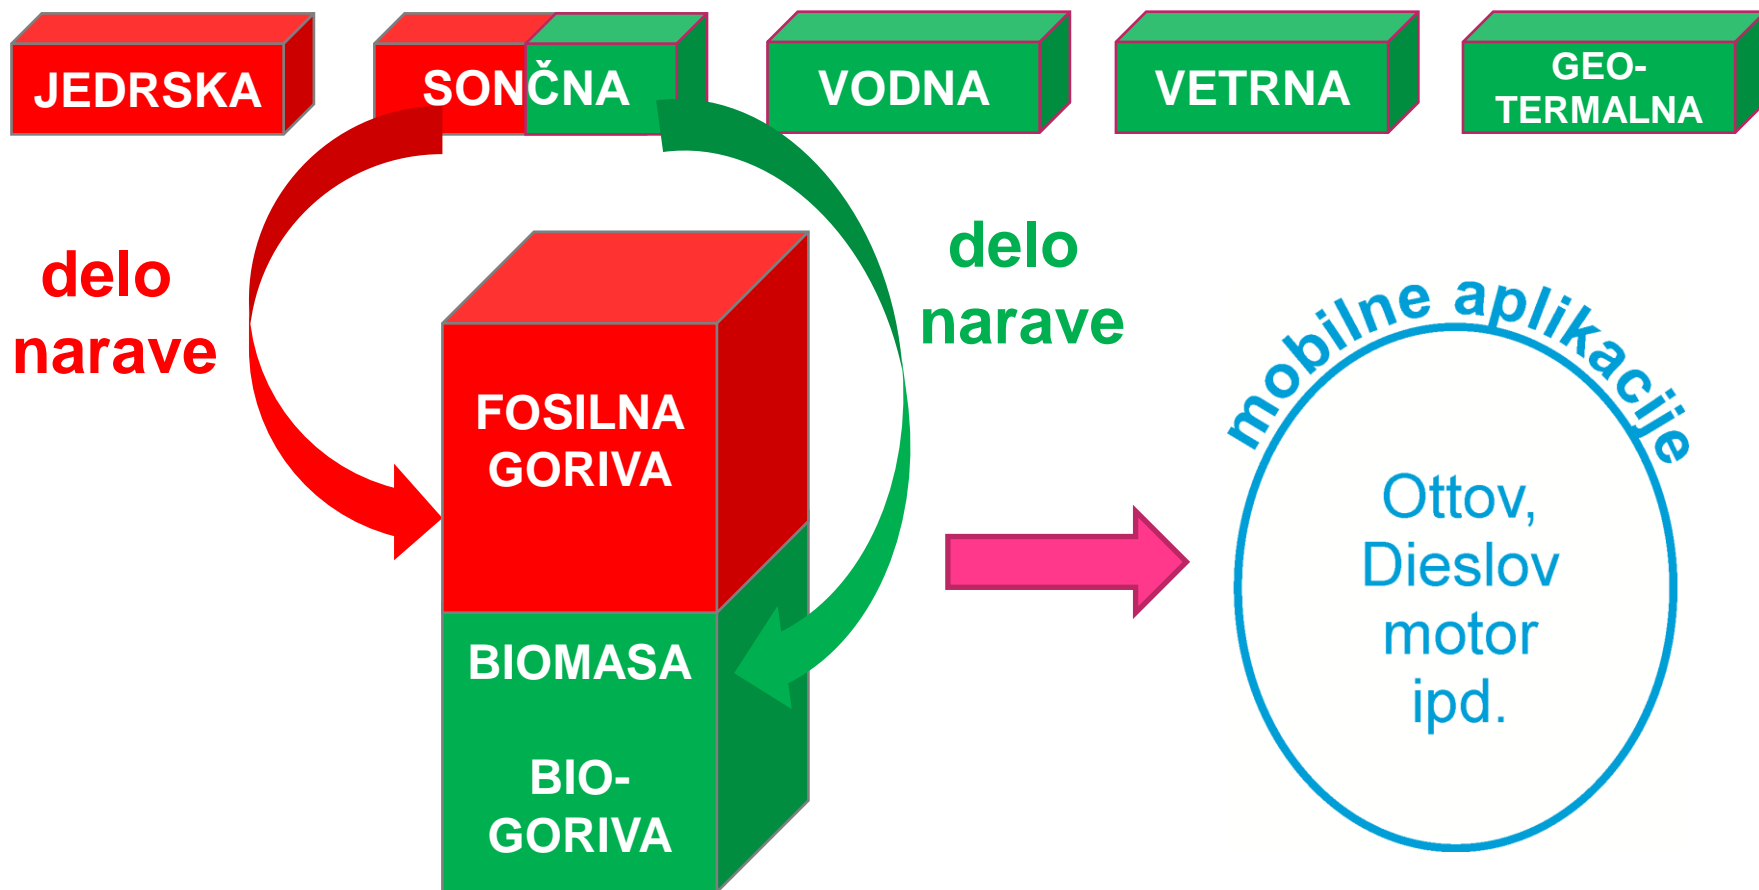 JEDRSKA
SONČNA
VODNA
VETRNA
GEO-
TERMALNA
delo
narave
delo
narave
FOSILNA
GORIVA
BIOMASA
BIO-
GORIVA
mobilne aplikacije
Ottov,
Dieslov
motor
ipd.